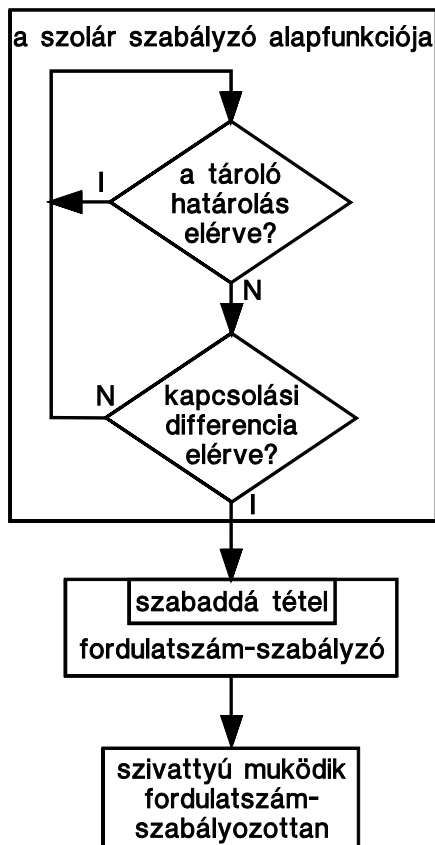 a szolár szabályzó alapfunkciója
a tároló
határolás
elérve?
I
N
kapcsolási
differencia
elérve?
N
I
szabaddá tétel
fordulatszám-szabályzó
szivattyú muködik
fordulatszám-
szabályozottan